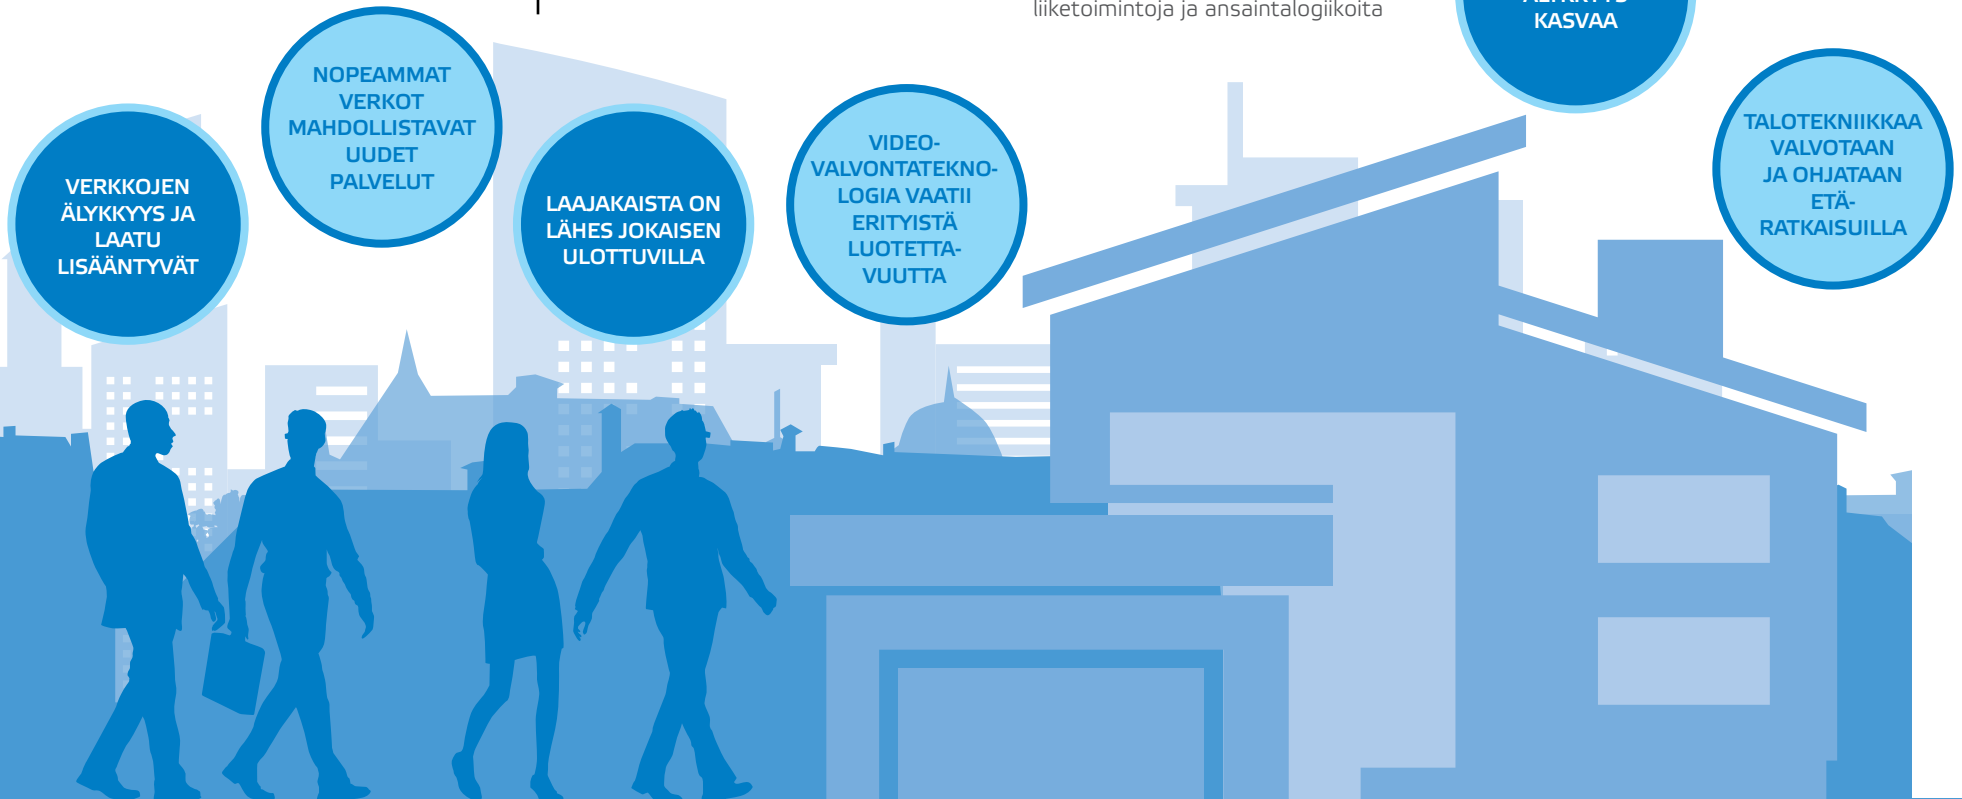 liiketoimintoja ja ansaintalogiikoita
KASVAA
NOPEAMMAT
VERKOT
MAHDOLLISTAVAT
UUDET
PALVELUT
VERKKOJEN
ÄLYKKYYS JA
LAATU
LISÄÄNTYVÄT
LAAJAKAISTA ON
LÄHES JOKAISEN
ULOTTUVILLA
VIDEO-
VALVONTATEKNO-
LOGIA VAATII
ERITYISTÄ
LUOTETTA-
VUUTTA
TALOTEKNIIKKAA
VALVOTAAN
JA OHJATAAN
ETÄ-
RATKAISUILLA